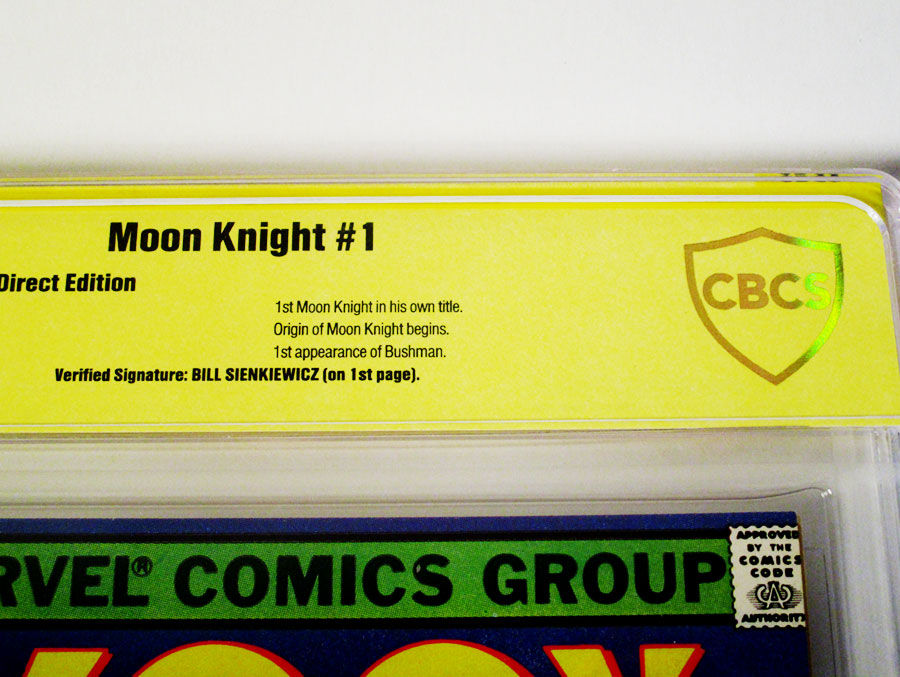 Moon Knight #1
Direct Edition
1st Moon Knight in his own title.
Origin of Moon Knight begins.
1st appearance of Bushman.
Verified Signature: BILL SIENKIEWICZ (on 1st page).
CBCS
RVEL® COMICS GROUP
APPROVED
BY THE
COMICS
CODE
CA
AUTHORITY